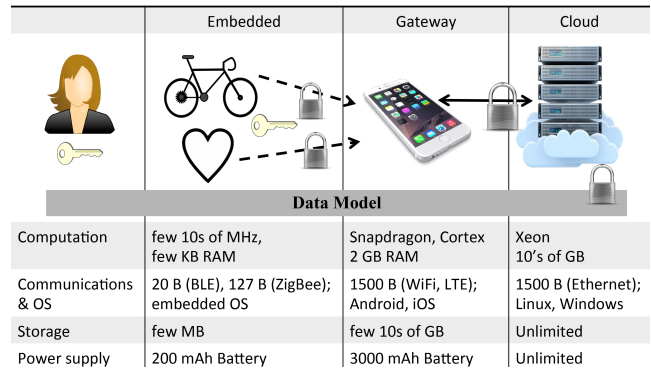 Embedded Gateway Cloud
Data Model
Computation few 10s of MHz, Snapdragon, Cortex Xeon
few KB RAM 2 GB RAM 10's of GB
Communications 20 B (BLE), 127 B (ZigBee); 1500 B (WiFi, LTE); 1500 B (Ethernet);
& OS embedded OS Android, iOS Linux, Windows
Storage few MB few 10s of GB Unlimited
Power supply 200 mAh Battery 3000 mAh Battery Unlimited